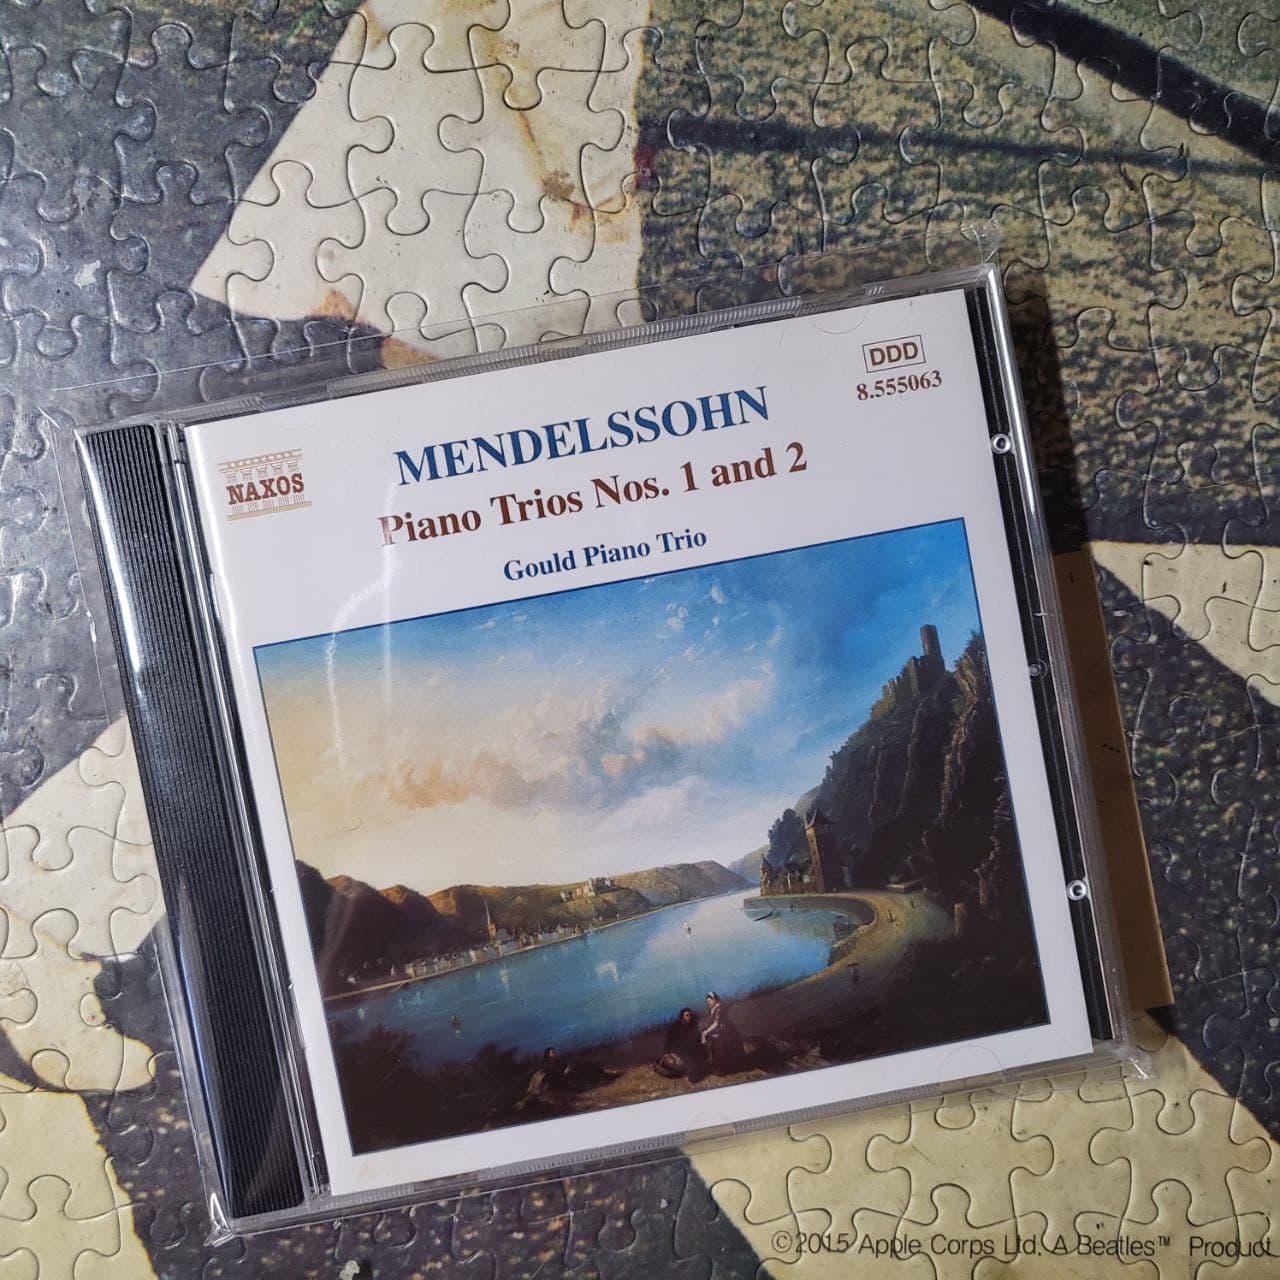 DDD
8.555063
NAXOS
MENDELSSOHN
Piano Trios Nos. 1 and 2
Gould Piano Trio
©2015 Apple Corps Ltd. A Beatles™ Product